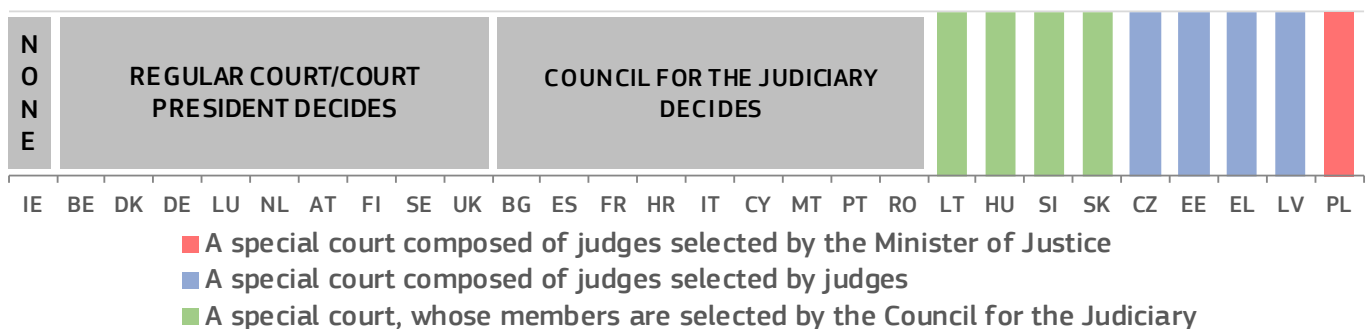 NONE
REGULAR COURT/COURT
PRESIDENT DECIDES
COUNCIL FOR THE JUDICIARY
DECIDES
IE BE DK DE LU NL AT FI SE UK BG ES FR HR IT CY MT PT RO LT HU SI SK CZ EE EL LV PL
A special court composed of judges selected by the Minister of Justice
A special court composed of judges selected by judges
A special court, whose members are selected by the Council for the Judiciary